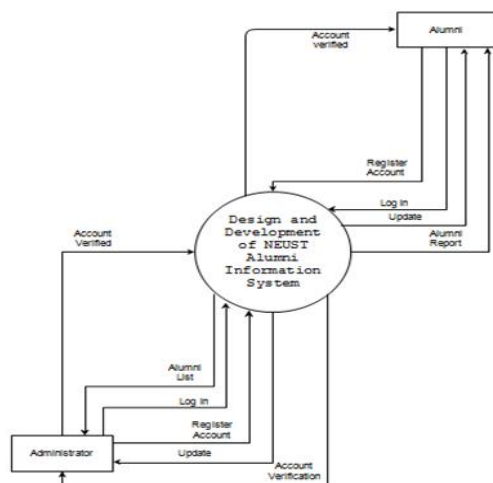 Alumni
Account
verified
Register
Account
Log In
Update
Alumni
Report
Design and
Development
of NEUST
Alumni
Information
System
Account
Verified
Alumni
List
Log In
Register
Account
Administrator
Update
Account
Verification